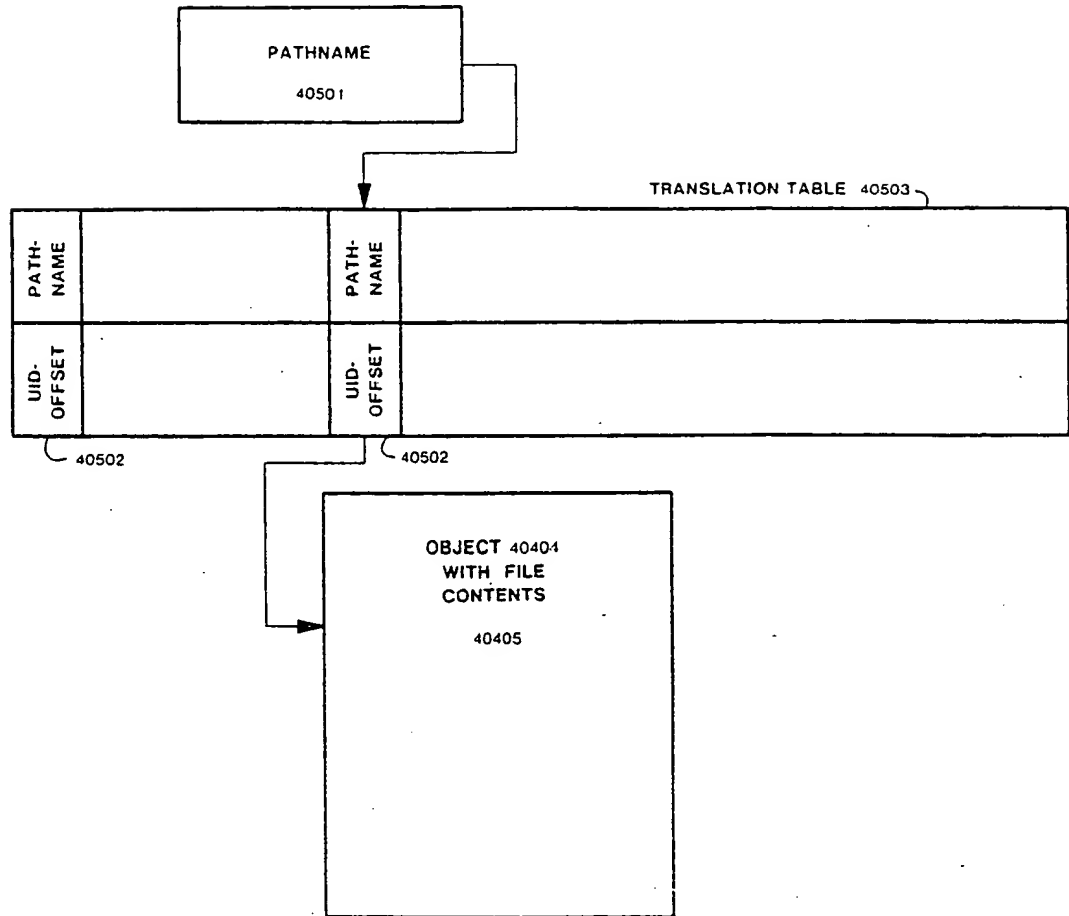 PATHNAME
40501
TRANSLATION TABLE 40503
PATH-
NAME
PATH-
NAME
UID-
OFFSET
UID-
OFFSET
40502
40502
OBJECT 40404
WITH FILE
CONTENTS
40405